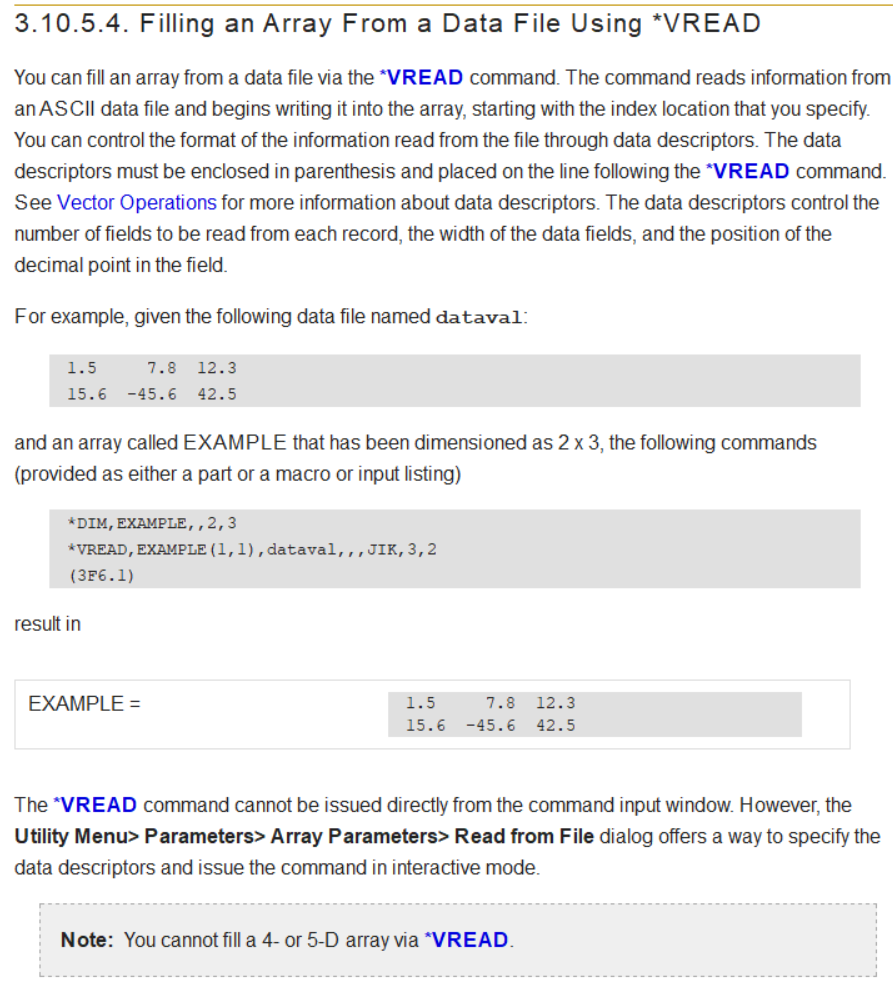 3.10.5.4. Filling an Array From a Data File Using *VREAD
You can fill an array from a data file via the *VREAD command. The command reads information from
an ASCII data file and begins writing it into the array, starting with the index location that you specify.
You can control the format of the information read from the file through data descriptors. The data
descriptors must be enclosed in parenthesis and placed on the line following the *VREAD command.
See Vector Operations for more information about data descriptors. The data descriptors control the
number of fields to be read from each record, the width of the data fields, and the position of the
decimal point in the field.
For example, given the following data file named dataval:
1.5     7.8  12.3
15.6  -45.6  42.5
and an array called EXAMPLE that has been dimensioned as 2 x 3, the following commands
(provided as either a part or a macro or input listing)
*DIM,EXAMPLE,,2,3
*VREAD,EXAMPLE(1,1),dataval,,,JIK,3,2
(3F6.1)
result in
EXAMPLE =
1.5     7.8  12.3
15.6  -45.6  42.5
The *VREAD command cannot be issued directly from the command input window. However, the
Utility Menu> Parameters> Array Parameters> Read from File dialog offers a way to specify the
data descriptors and issue the command in interactive mode.
Note: You cannot fill a 4- or 5-D array via *VREAD.